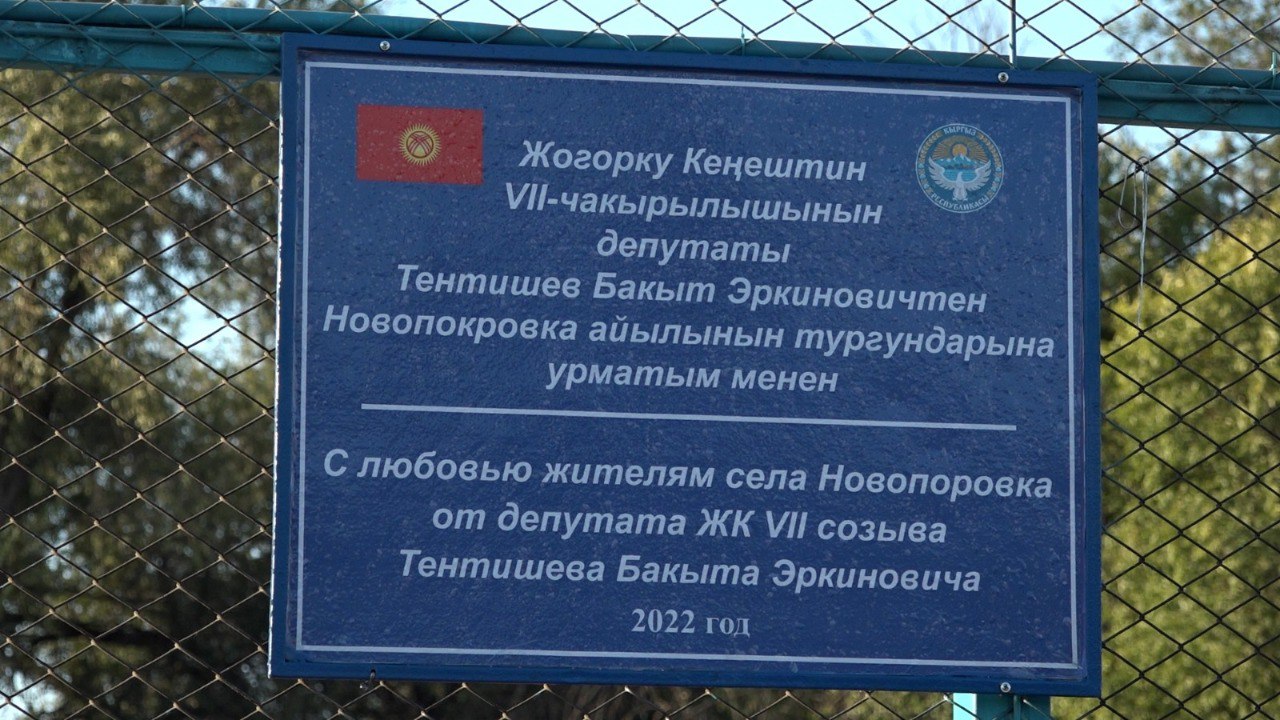 Жогорку Кеңештин
VII-чакырылышынын
депутаты
Тентишев Бакыт Эркиновичтен
Новопокровка айылынын тургундарына
урматым менен
С любовью жителям села Новопоровка
от депутата ЖК VII созыва
Тентишева Бакыта Эркиновича
2022 год